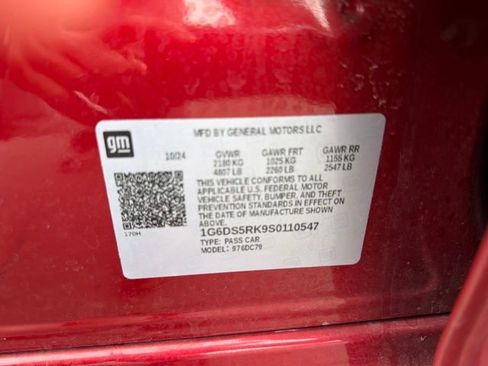 gm
MFD BY GENERAL MOTORS LLC
10/24 GVWR GAWR FRT GAWR RR
2180 KG 1025 KG 1155 KG
4807 LB 2260 LB 2547 LB
THIS VEHICLE CONFORMS TO ALL
APPLICABLE U.S. FEDERAL MOTOR
VEHICLE SAFETY, BUMPER, AND THEFT
PREVENTION STANDARDS IN EFFECT ON
THE DATE OF MANUFACTURE SHOWN
ABOVE.
170H
1G6DS5RK9S0110547
TYPE: PASS CAR
MODEL: 976DC79